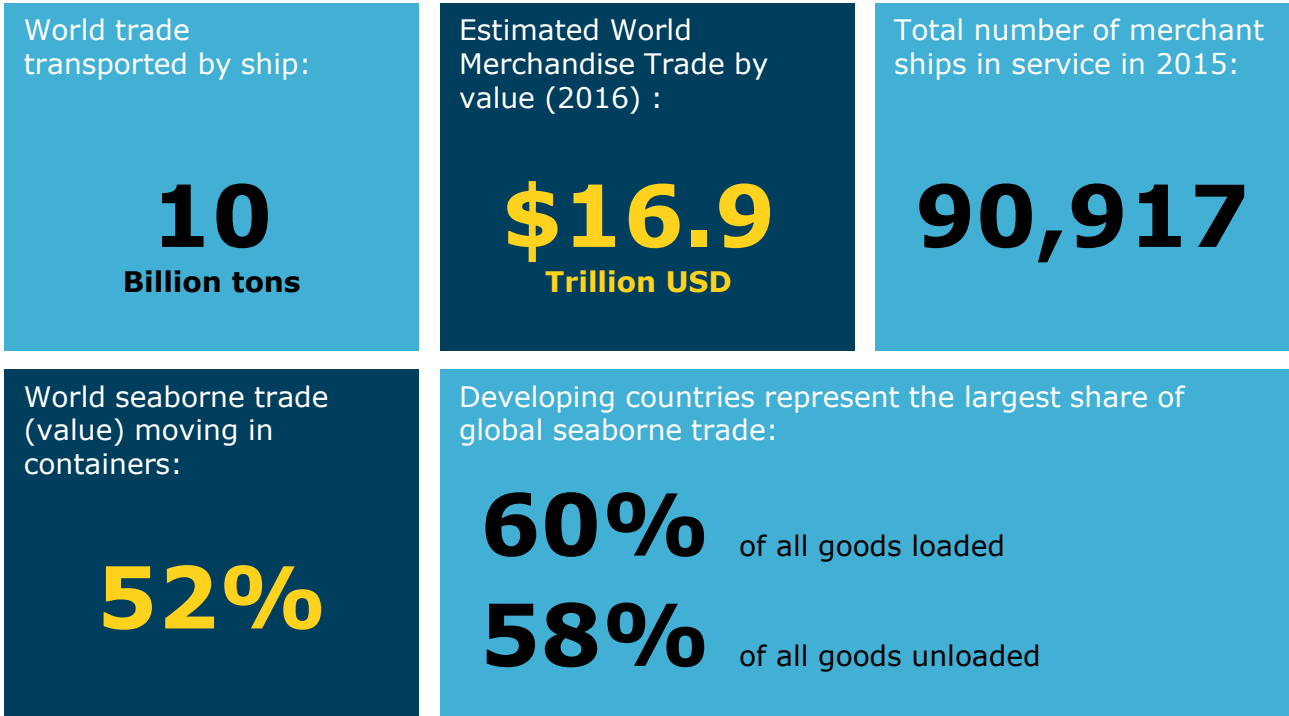 World trade
transported by ship:
10
Billion tons
Estimated World
Merchandise Trade by
value (2016) :
$16.9
Trillion USD
Total number of merchant
ships in service in 2015:
90,917
World seaborne trade
(value) moving in
containers:
52%
Developing countries represent the largest share of
global seaborne trade:
60% of all goods loaded
58% of all goods unloaded